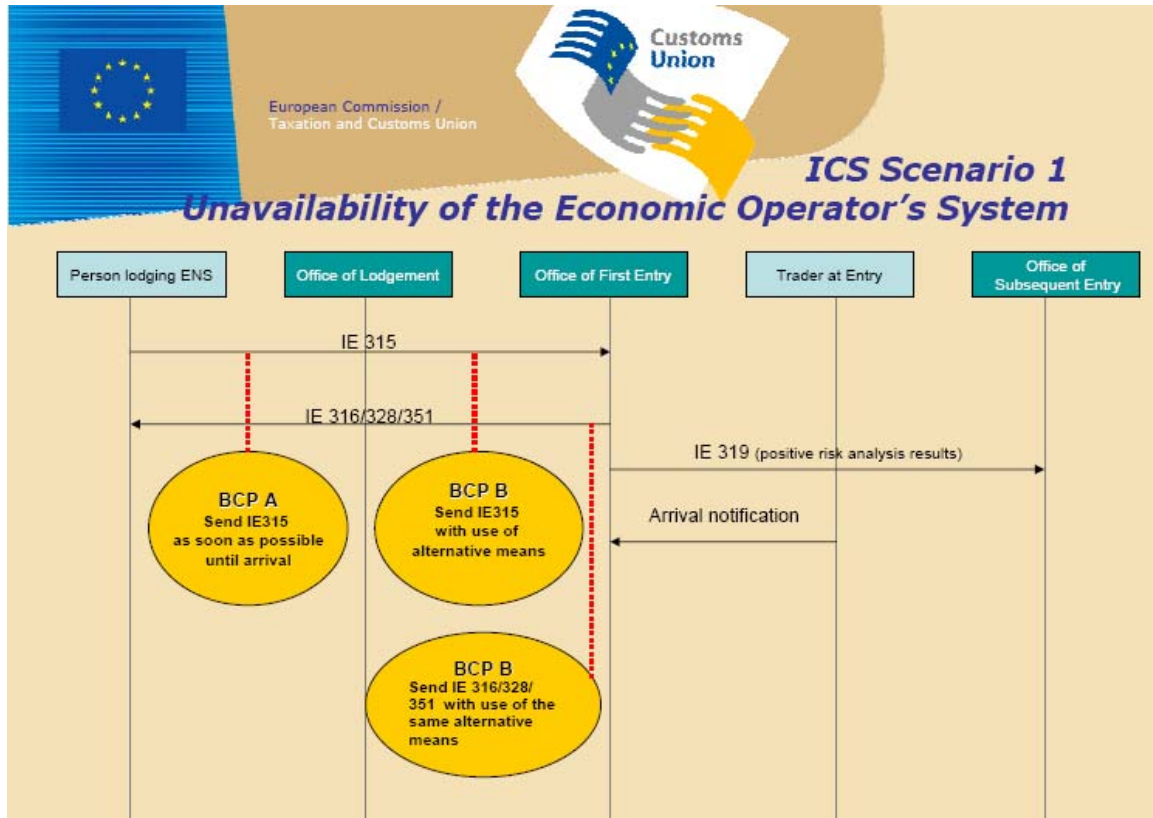 Customs
Union
European Commission /
Taxation and Customs Union
ICS Scenario 1
Unavailability of the Economic Operator's System
Person lodging ENS
Office of Lodgement
Office of First Entry
Trader at Entry
Office of
Subsequent Entry
IE 315
IE 316/328/351
IE 319 (positive risk analysis results)
Arrival notification
BCP A
Send IE315
as soon as possible
until arrival
BCP B
Send IE315
with use of
alternative means
BCP B
Send IE 316/328/
351 with use of the
same alternative
means